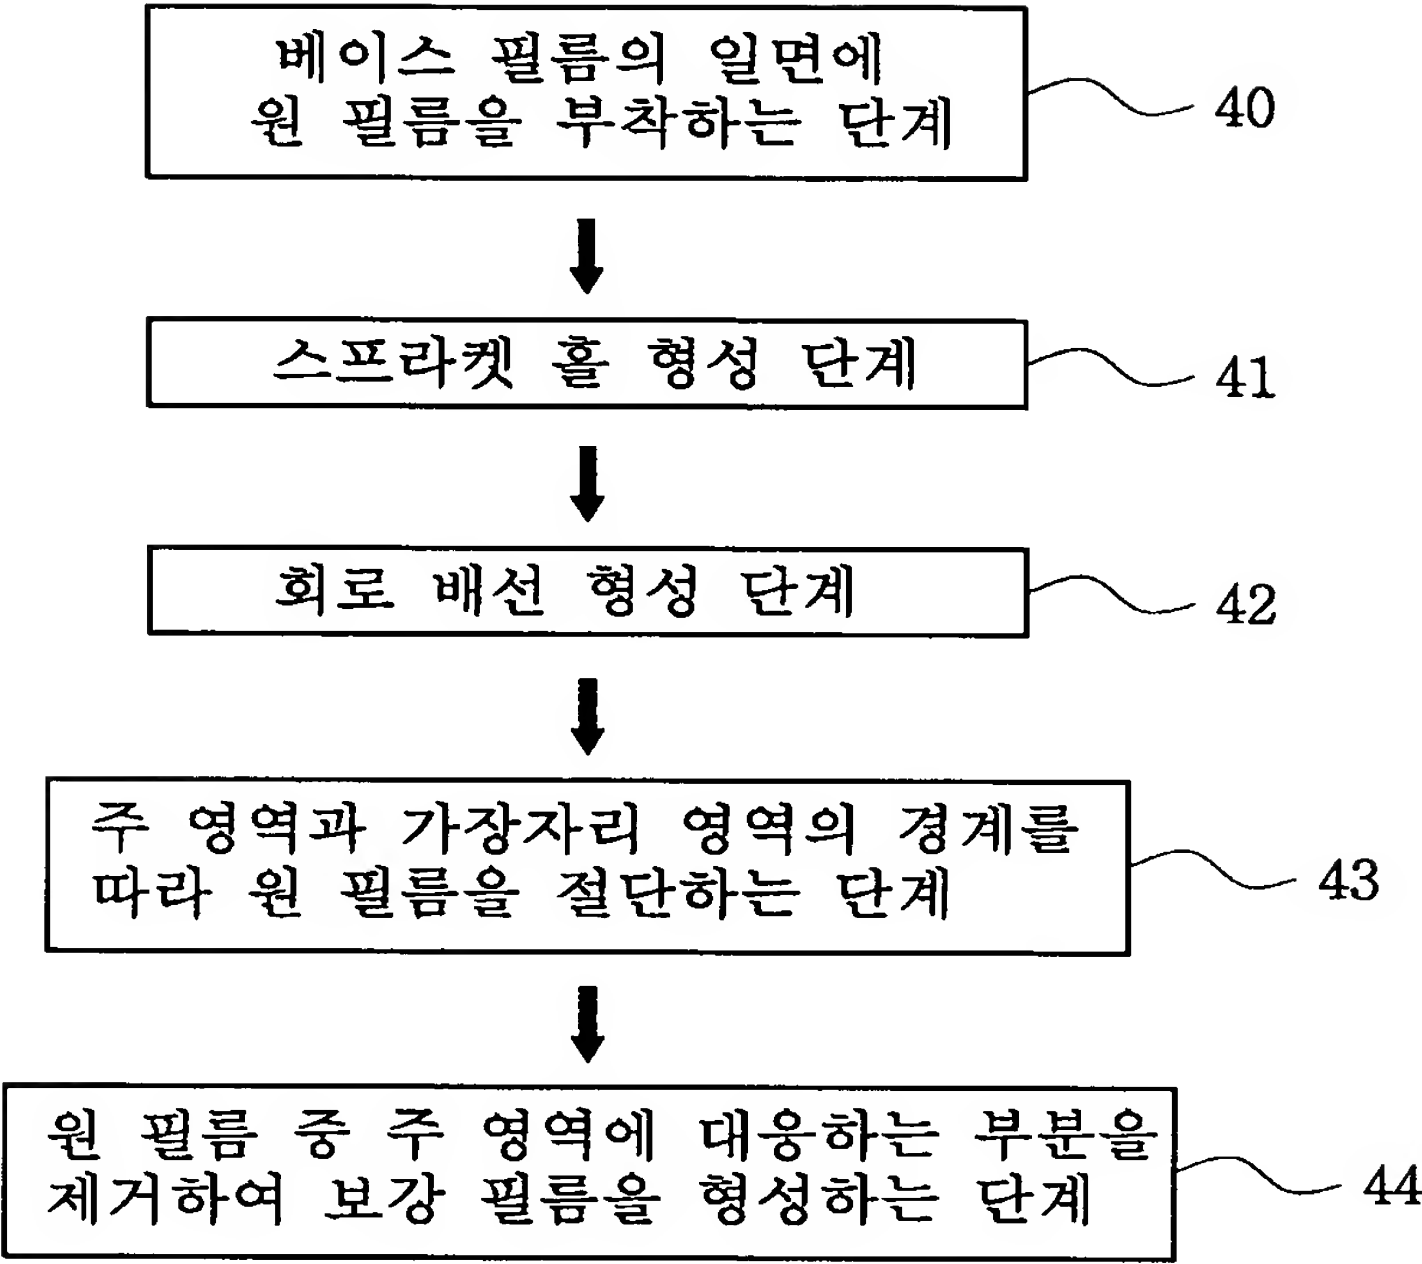 베이스 필름의 일면에
원 필름을 부착하는 단계
40
스프라켓 홀 형성 단계
41
회로 배선 형성 단계
42
주 영역과 가장자리 영역의 경계를
따라 원 필름을 절단하는 단계
43
원 필름 중 주 영역에 대응하는 부분을
제거하여 보강 필름을 형성하는 단계
44